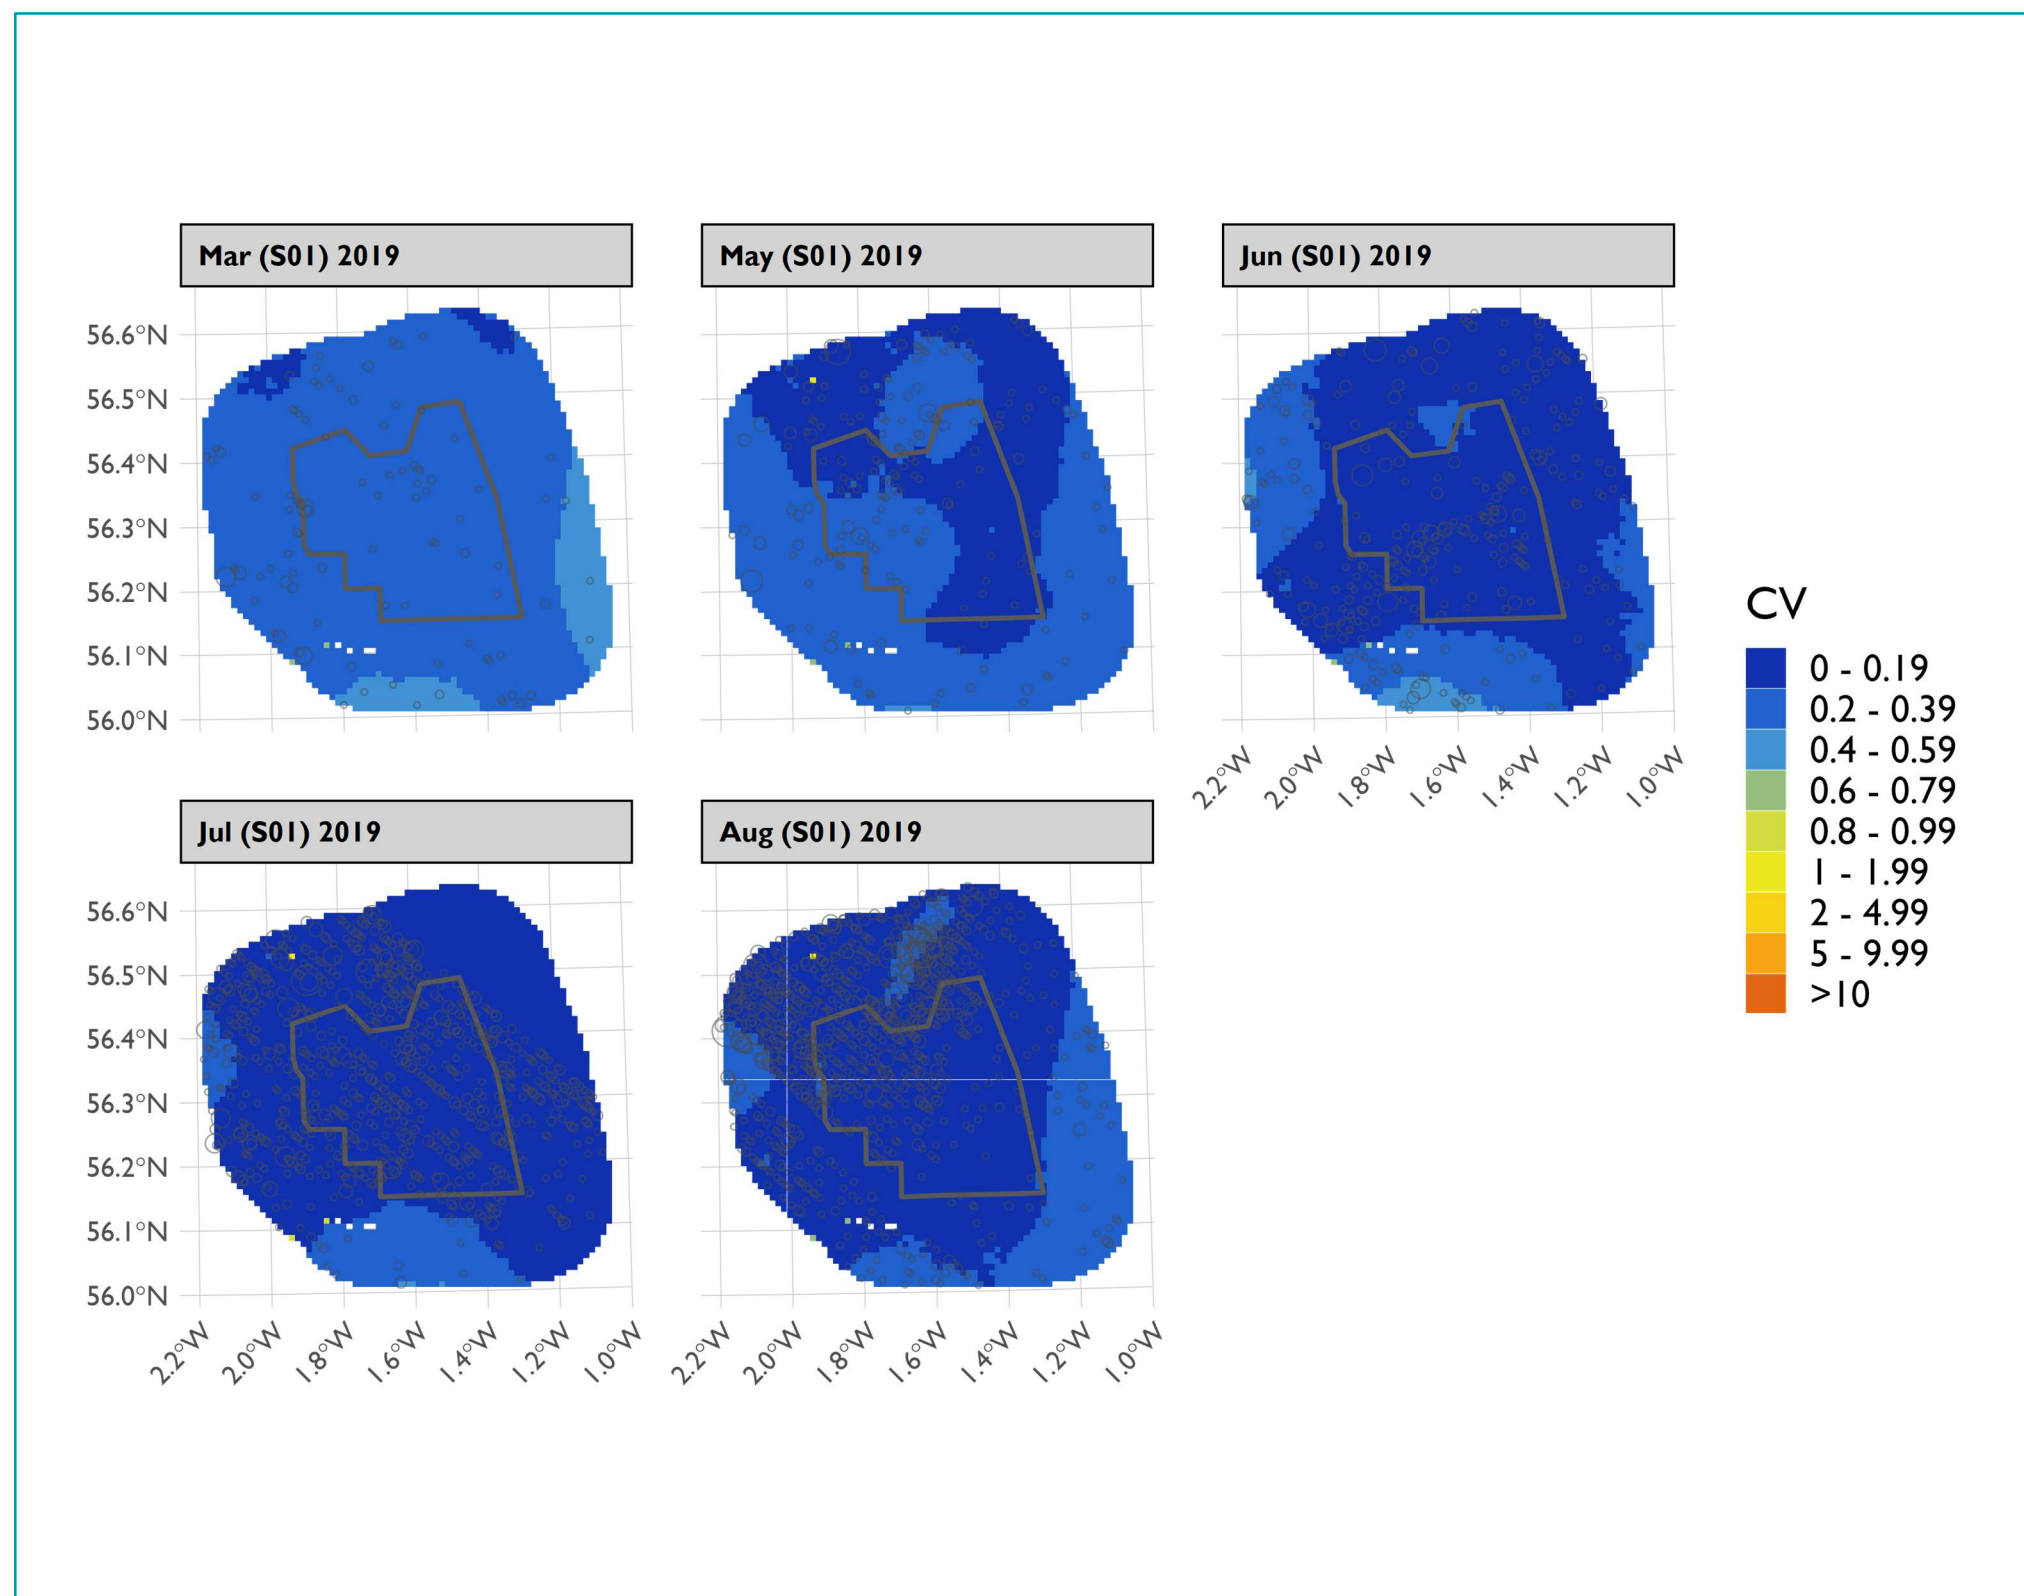 Mar (S01) 2019
May (S01) 2019
Jun (S01) 2019
56.6°N
56.5°N
56.4°N
56.3°N
56.2°N
56.1°N
56.0°N
2.2°W
2.0°W
1.8°W
1.6°W
1.4°W
1.2°W
1.0°W
Jul (S01) 2019
Aug (S01) 2019
56.6°N
56.5°N
56.4°N
56.3°N
56.2°N
56.1°N
56.0°N
2.2°W
2.0°W
1.8°W
1.6°W
1.4°W
1.2°W
1.0°W
2.2°W
2.0°W
1.8°W
1.6°W
1.4°W
1.2°W
1.0°W
CV
0 - 0.19
0.2 - 0.39
0.4 - 0.59
0.6 - 0.79
0.8 - 0.99
1 - 1.99
2 - 4.99
5 - 9.99
>10